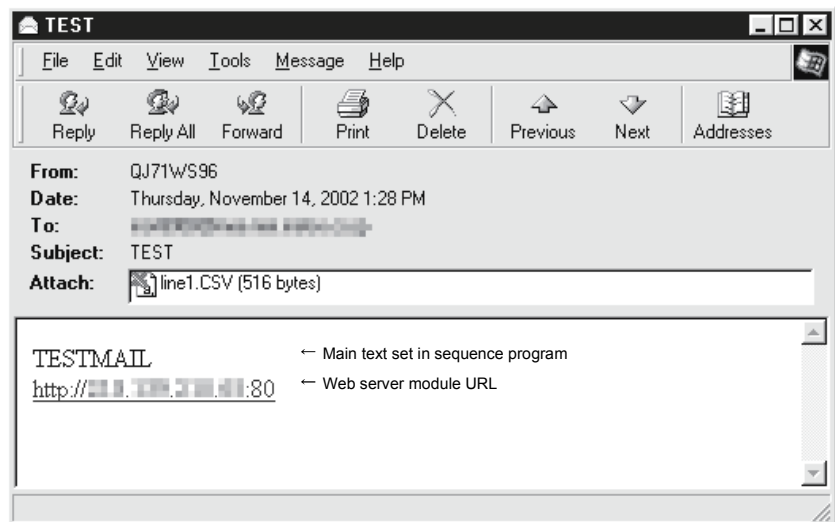 TEST
File Edit View Tools Message Help
Reply Reply All Forward Print Delete Previous Next Addresses
From: QJ71WS96
Date: Thursday, November 14, 2002 1:28 PM
To:
Subject: TEST
Attach: line1.CSV (516 bytes)
TESTMAIL ← Main text set in sequence program
http:// :80 ← Web server module URL